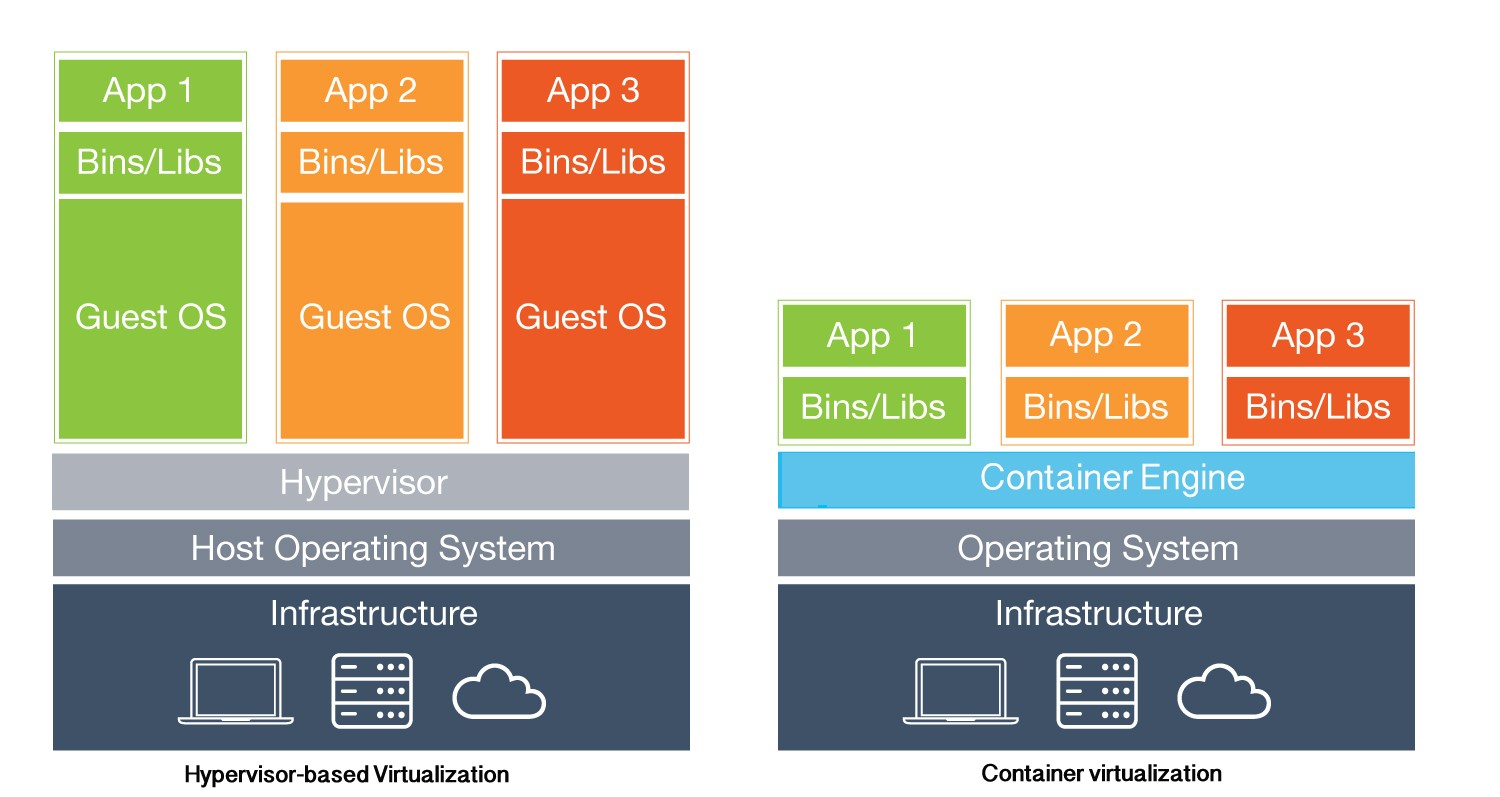 App 1
App 2
App 3
Bins/Libs
Bins/Libs
Bins/Libs
Guest OS
Guest OS
Guest OS
Hypervisor
Host Operating System
Infrastructure
Hypervisor-based Virtualization
App 1
App 2
App 3
Bins/Libs
Bins/Libs
Bins/Libs
Container Engine
Operating System
Infrastructure
Container virtualization